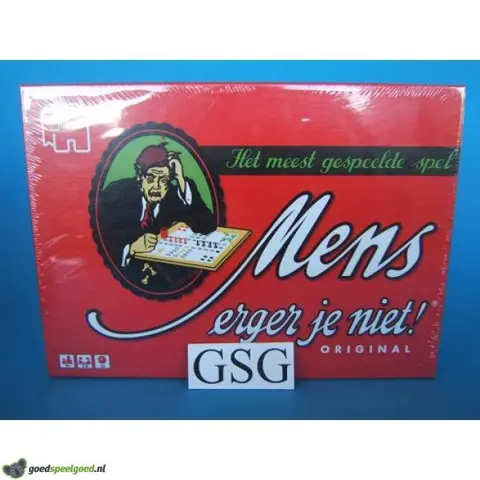 Het meest gespeelde spel
Mens
erger je niet!
ORIGINAL
GSG
goedspeelgoed.nl